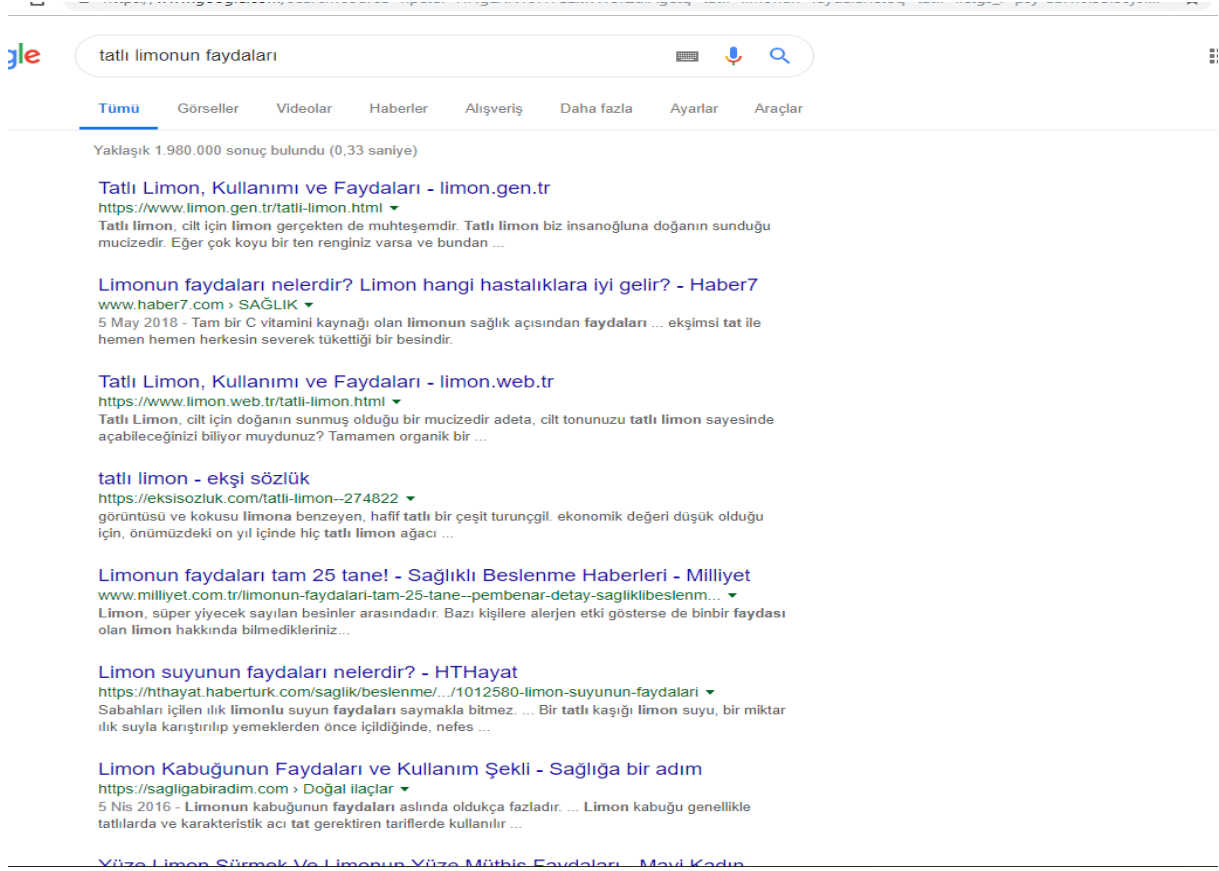 gle
tatlı limonun faydaları
Tümü Görseller Videolar Haberler Alışveriş Daha fazla Ayarlar Araçlar
Yaklaşık 1.980.000 sonuç bulundu (0,33 saniye)
Tatlı Limon, Kullanımı ve Faydaları - limon.gen.tr
https://www.limon.gen.tr/tatli-limon.html
Tatlı limon, cilt için limon gerçekten de muhteşemdir. Tatlı limon biz insanoğluna doğanın sunduğu
mucizedir. Eğer çok koyu bir ten renginiz varsa ve bundan ...
Limonun faydaları nelerdir? Limon hangi hastalıklara iyi gelir? - Haber7
www.haber7.com › SAĞLIK
5 May 2018 - Tam bir C vitamini kaynağı olan limonun sağlık açısından faydaları ... ekşimsi tat ile
hemen hemen herkesin severek tükettiği bir besindir.
Tatlı Limon, Kullanımı ve Faydaları - limon.web.tr
https://www.limon.web.tr/tatli-limon.html
Tatlı Limon, cilt için doğanın sunmuş olduğu bir mucizedir adeta, cilt tonunuzu tatlı limon sayesinde
açabileceğinizi biliyor muydunuz? Tamamen organik bir ...
tatlı limon - ekşi sözlük
https://eksisozluk.com/tatli-limon--274822
görüntüsü ve kokusu limona benzeyen, hafif tatlı bir çeşit turunçgil. ekonomik değeri düşük olduğu
için, önümüzdeki on yıl içinde hiç tatlı limon ağacı ...
Limonun faydaları tam 25 tane! - Sağlıklı Beslenme Haberleri - Milliyet
www.milliyet.com.tr/limonun-faydalari-tam-25-tane--pembenar-detay-sagliklibeslenm...
Limon, süper yiyecek sayılan besinler arasındadır. Bazı kişilere alerjen etki gösterse de binbir faydası
olan limon hakkında bilmedikleriniz...
Limon suyunun faydaları nelerdir? - HTHayat
https://hthayat.haberturk.com/saglik/beslenme/.../1012580-limon-suyunun-faydalari
Sabahları içilen ılık limonlu suyun faydaları saymakla bitmez. ... Bir tatlı kaşığı limon suyu, bir miktar
ılık suyla karıştırılıp yemeklerden önce içildiğinde, nefes ...
Limon Kabuğunun Faydaları ve Kullanım Şekli - Sağlığa bir adım
https://sagligabiradim.com › Doğal ilaçlar
5 Nis 2016 - Limonun kabuğunun faydaları aslında oldukça fazladır. ... Limon kabuğu genellikle
tatlılarda ve karakteristik acı tat gerektiren tariflerde kullanılır ...
Yüze Limon Sürmek Ve Limonun Yüze Müthiş Faydaları - Mavi Kadın